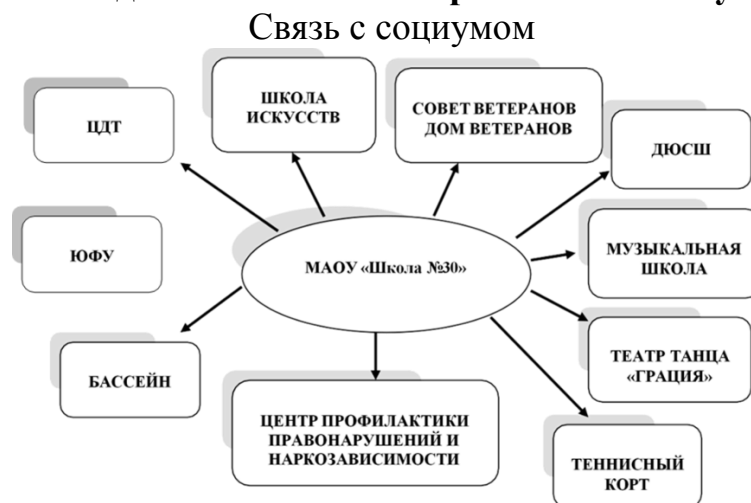 Связь с социумом
ШКОЛА
ИСКУССТВ
СОВЕТ ВЕТЕРАНОВ
ДОМ ВЕТЕРАНОВ
ЦДТ
ДЮСШ
ЮФУ
МУЗЫКАЛЬНАЯ
ШКОЛА
МАОУ «Школа №30»
ТЕАТР ТАНЦА
«ГРАЦИЯ»
БАССЕЙН
ЦЕНТР ПРОФИЛАКТИКИ
ПРАВОНАРУШЕНИЙ И
НАРКОЗАВИСИМОСТИ
ТЕННИСНЫЙ
КОРТ